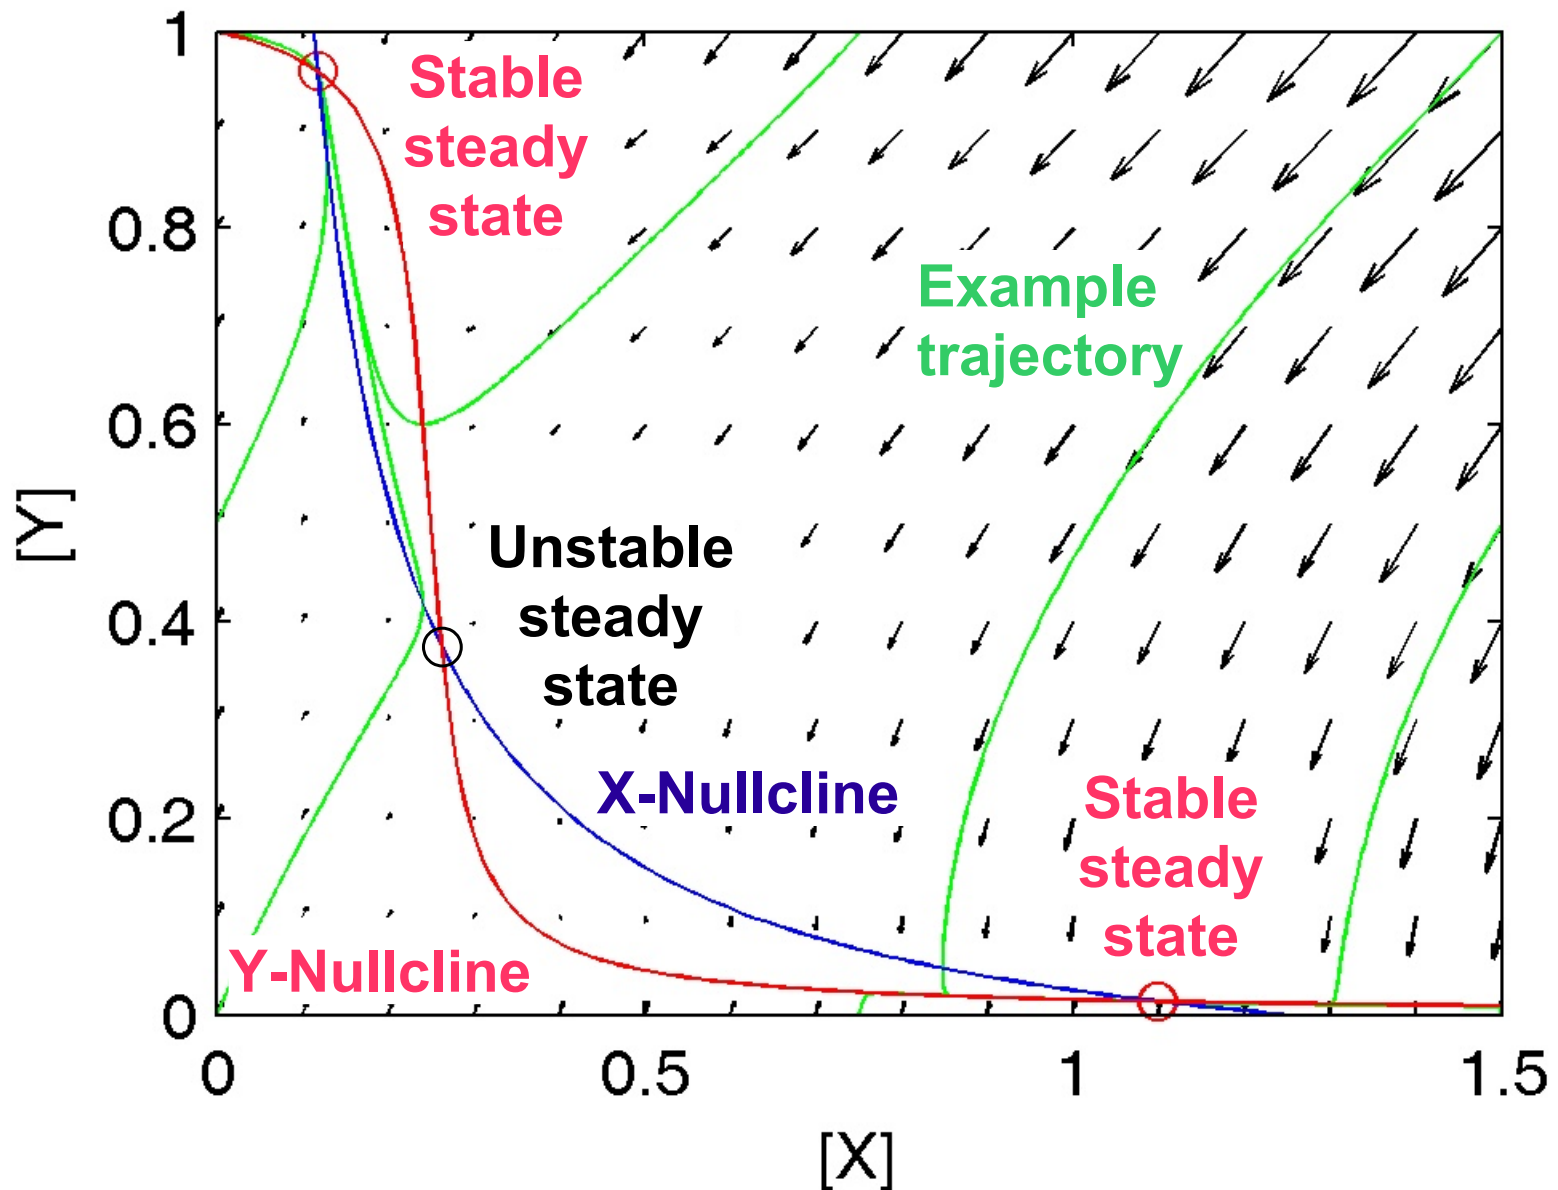 1
Stable
steady
state
0.8
Example
trajectory
0.6
[Y]
Unstable
steady
state
0.4
X-Nullcline
Stable
steady
state
0.2
Y-Nullcline
0
0
0.5
1
1.5
[X]